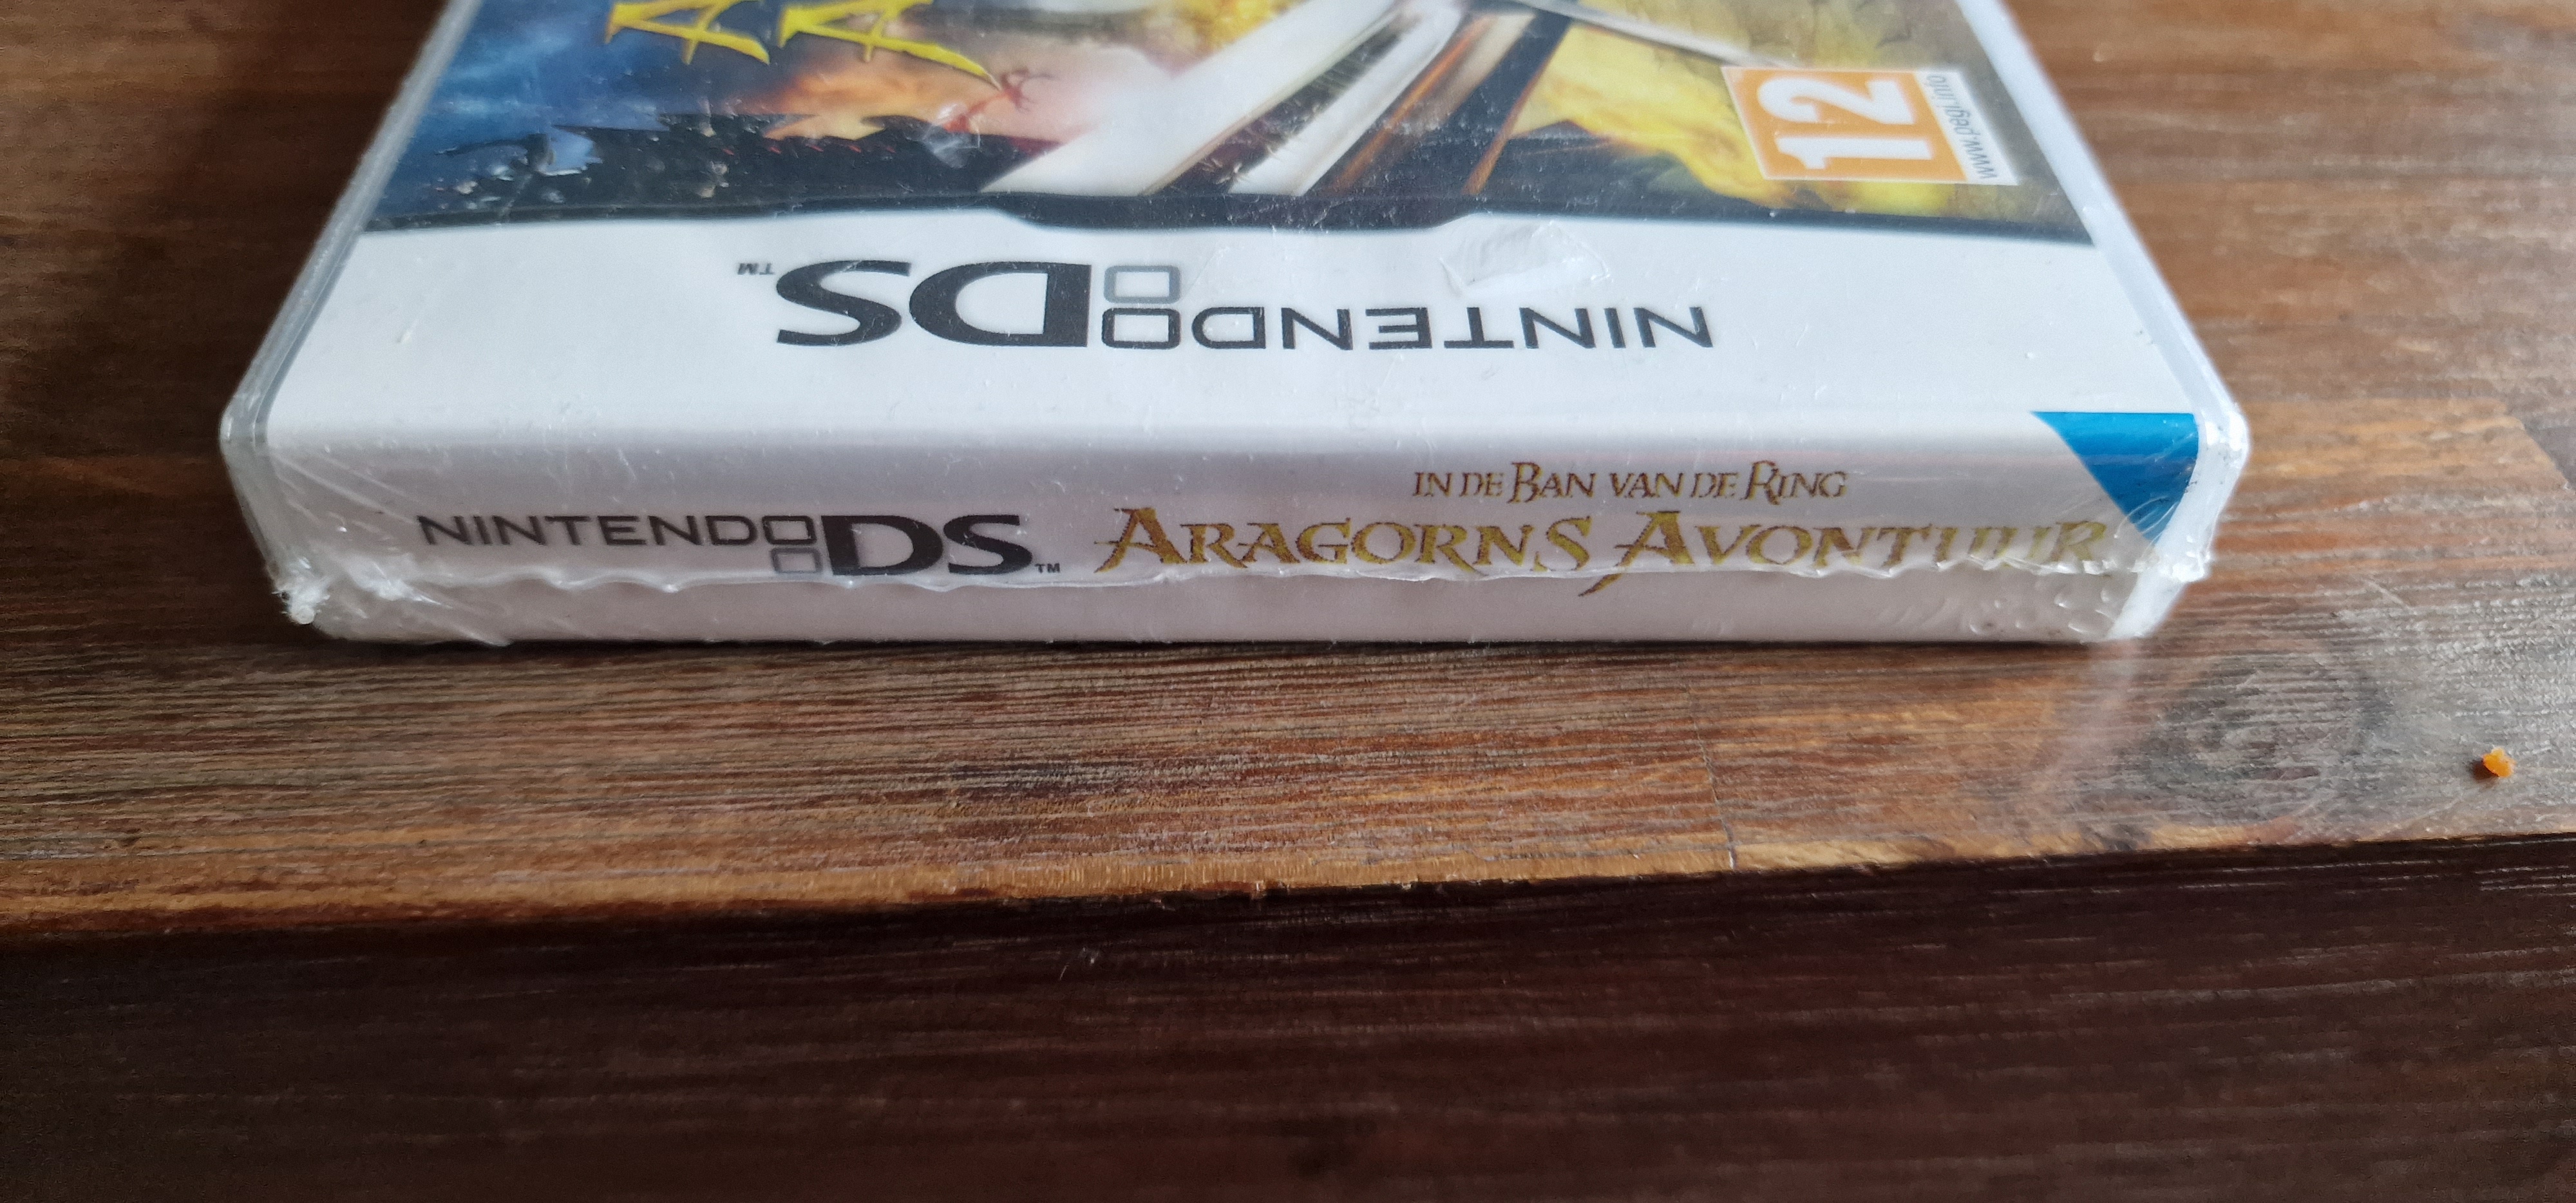 12
www.pegi.info
NINTENDO DS™
NINTENDO DS™
IN DE BAN VAN DE RING
ARAGORNS AVONTUUR